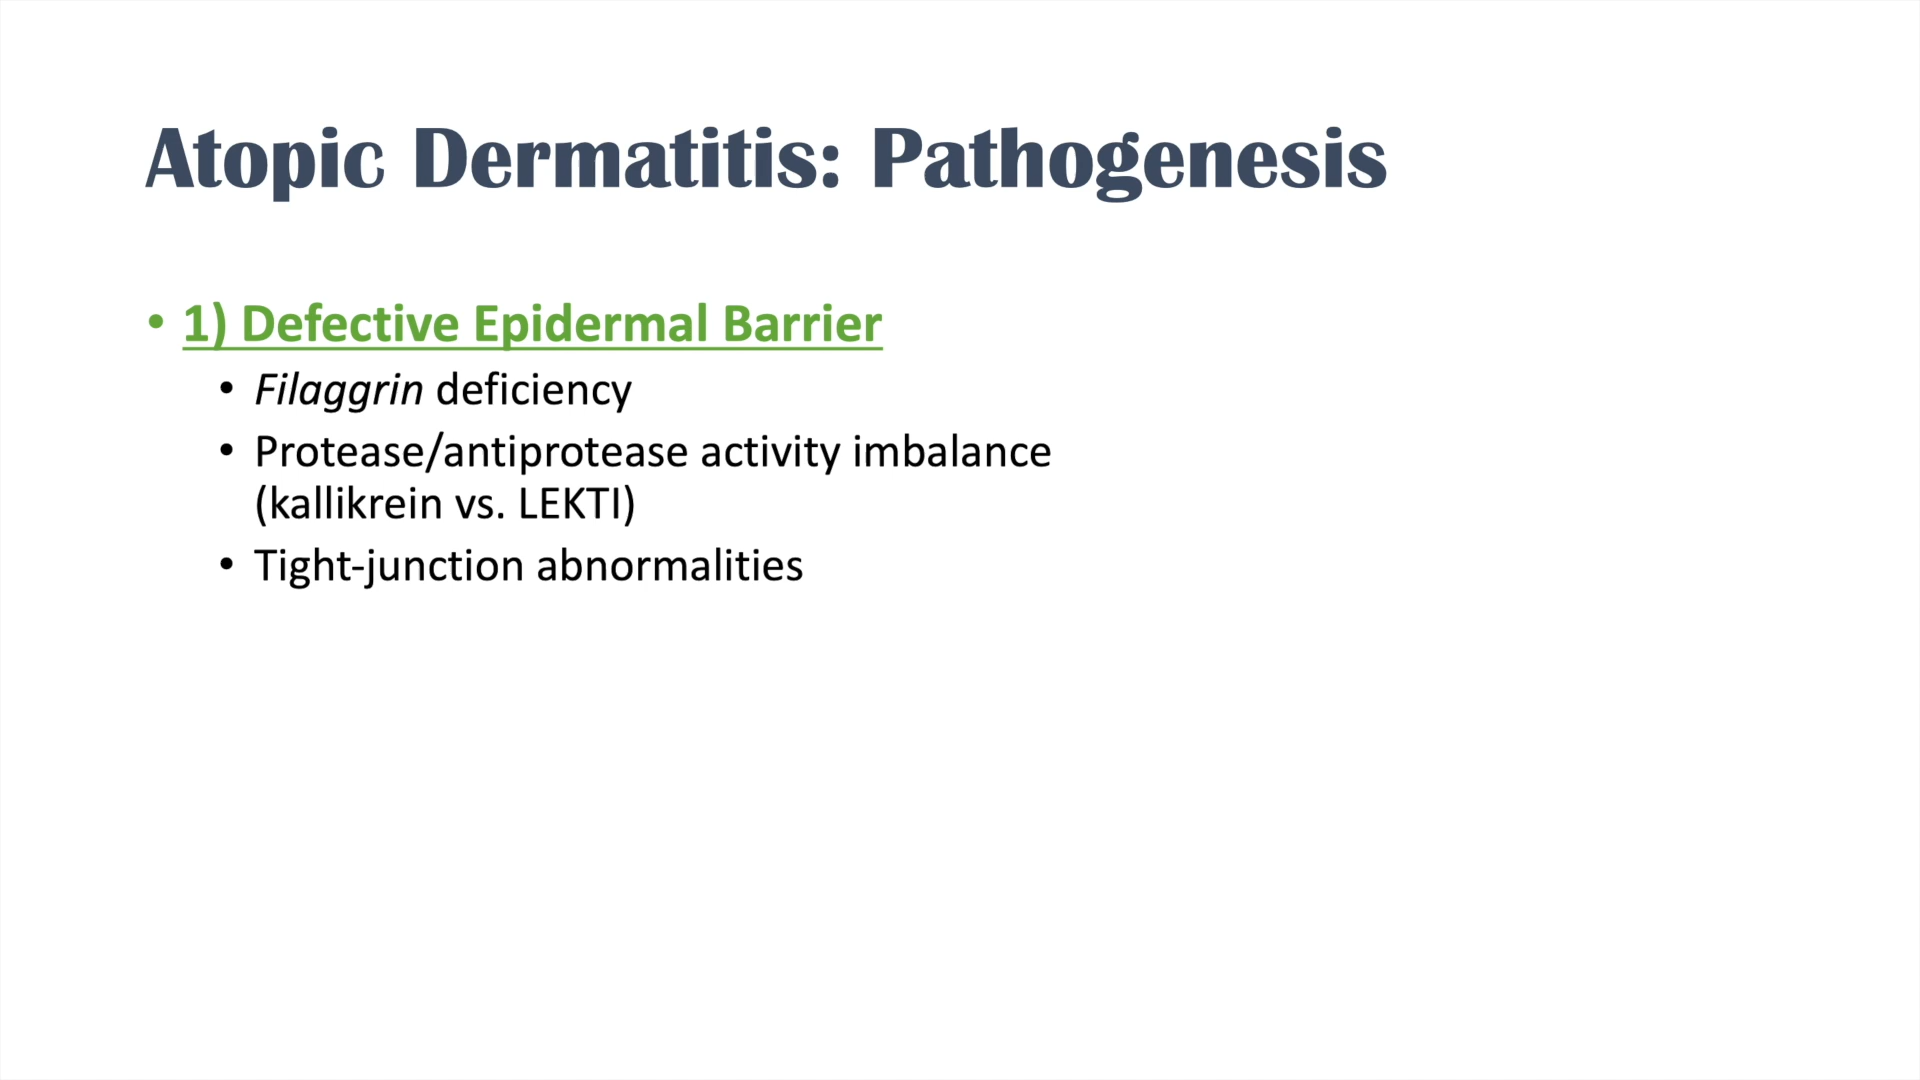 Atopic Dermatitis: Pathogenesis
• 1) Defective Epidermal Barrier
• Filaggrin deficiency
• Protease/antiprotease activity imbalance
(kallikrein vs. LEKTI)
• Tight-junction abnormalities